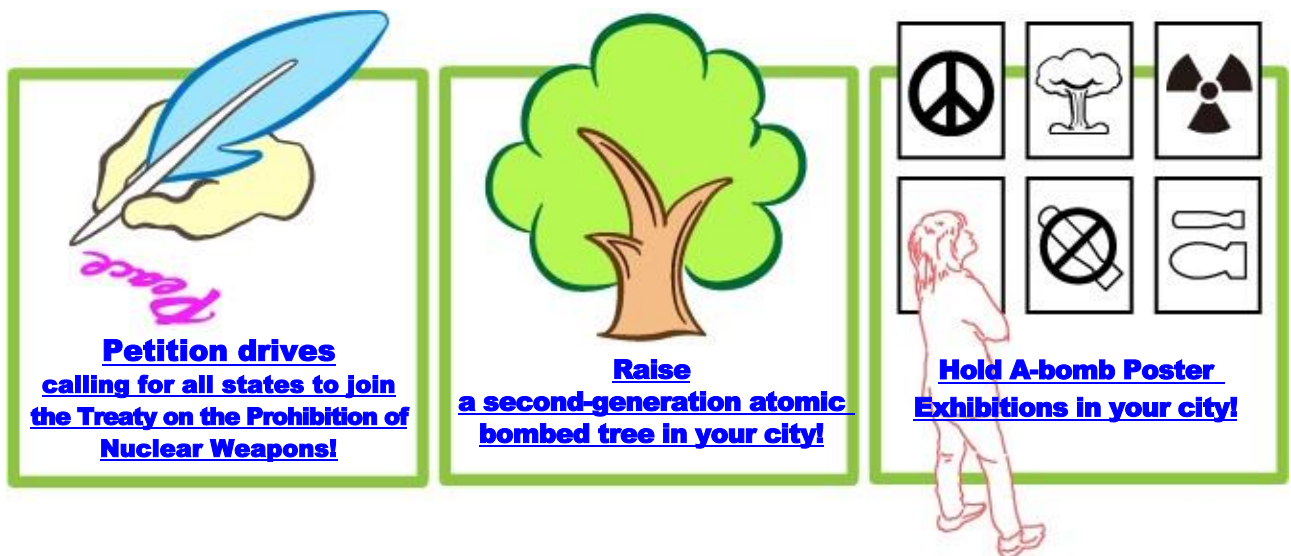 Peace
Petition drives
calling for all states to join
the Treaty on the Prohibition of
Nuclear Weapons!
Raise
a second-generation atomic
bombed tree in your city!
Hold A-bomb Poster
Exhibitions in your city!